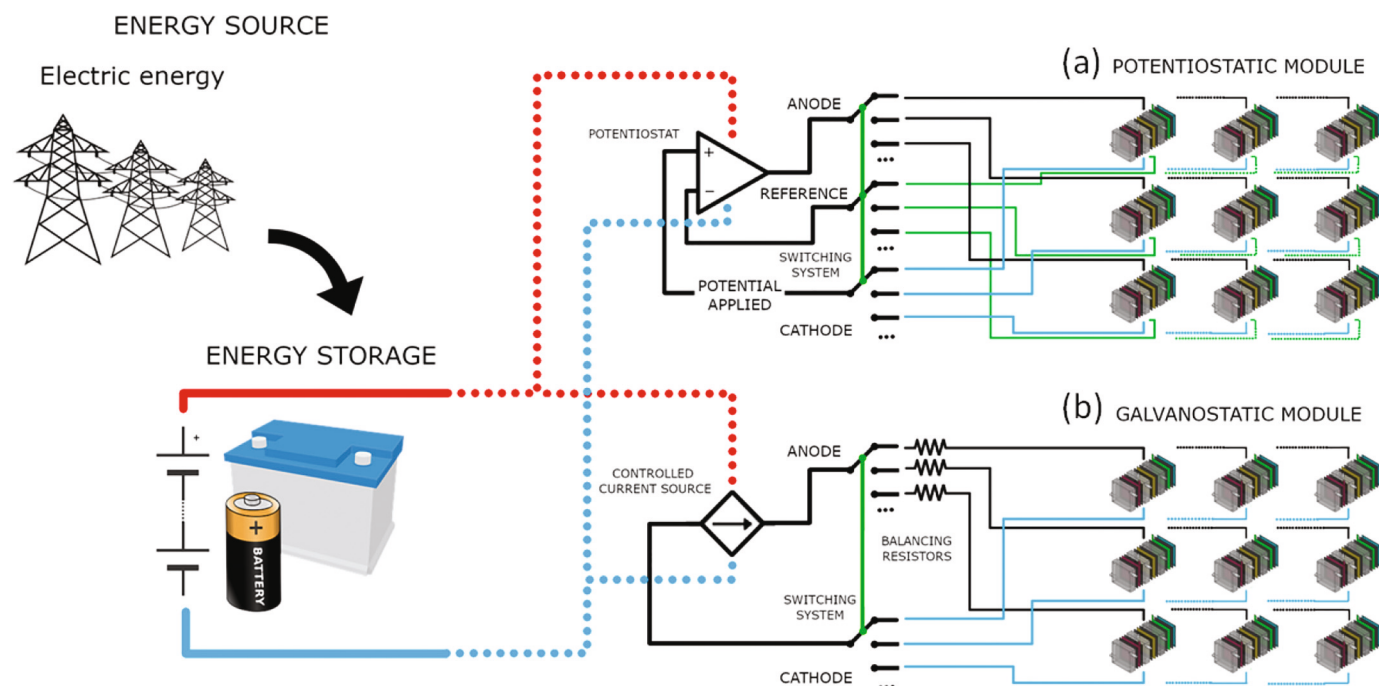 ENERGY SOURCE
Electric energy
ENERGY STORAGE
+
+
BATTERY
(a) POTENTIOSTATIC MODULE
ANODE
POTENTIOSTAT
+
−
...
REFERENCE
SWITCHING
SYSTEM
...
POTENTIAL
APPLIED
CATHODE
...
(b) GALVANOSTATIC MODULE
ANODE
CONTROLLED
CURRENT SOURCE
...
BALANCING
RESISTORS
SWITCHING
SYSTEM
CATHODE
...